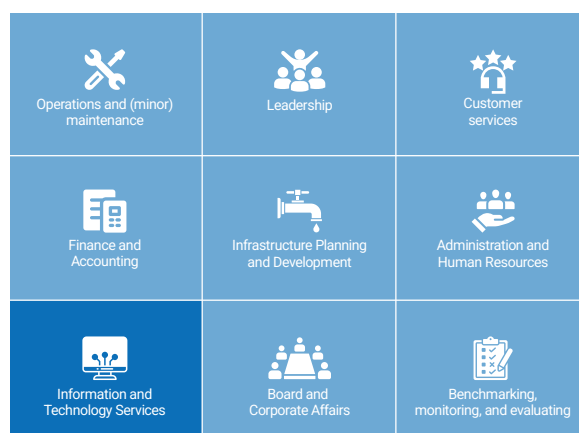 Operations and (minor)
maintenance
Leadership
Customer
services
Finance and
Accounting
Infrastructure Planning
and Development
Administration and
Human Resources
Information and
Technology Services
Board and
Corporate Affairs
Benchmarking,
monitoring, and evaluating